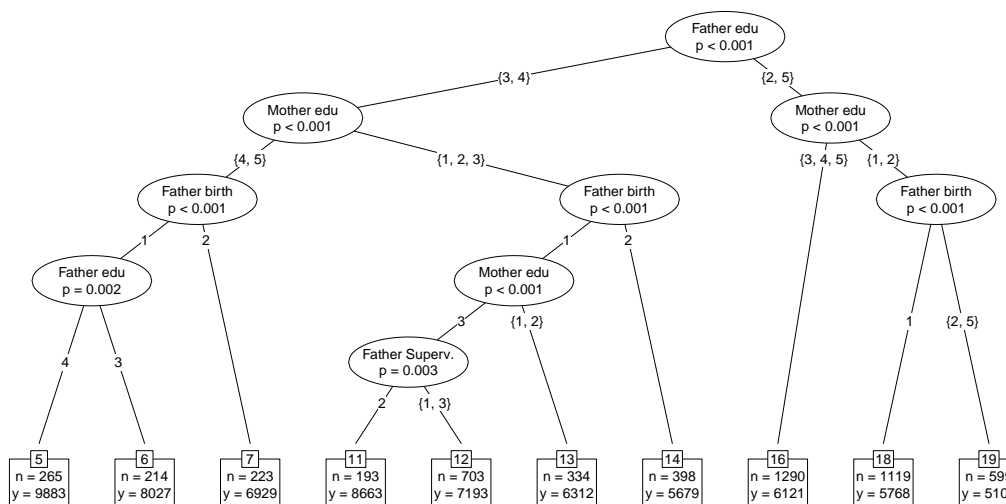 Father edu
p < 0.001
{3, 4}
{2, 5}
Mother edu
p < 0.001
Mother edu
p < 0.001
{4, 5}
{1, 2, 3}
{3, 4, 5}
{1, 2}
Father birth
p < 0.001
Father birth
p < 0.001
Father birth
p < 0.001
1
2
1
2
Father edu
p = 0.002
Mother edu
p < 0.001
3
{1, 2}
1
{2, 5}
Father Superv.
p = 0.003
4
3
2
{1, 3}
5
n = 265
y = 9883
6
n = 214
y = 8027
7
n = 223
y = 6929
11
n = 193
y = 8663
12
n = 703
y = 7193
13
n = 334
y = 6312
14
n = 398
y = 5679
16
n = 1290
y = 6121
18
n = 1119
y = 5768
19
n =
y =